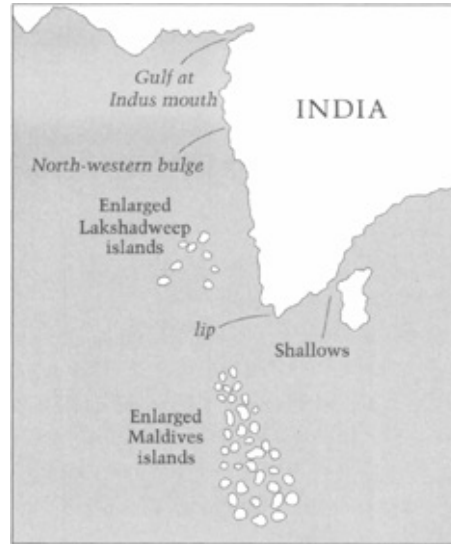 Gulf at
Indus mouth
INDIA
North-western bulge
Enlarged
Lakshadweep
islands
lip
Shallows
Enlarged
Maldives
islands